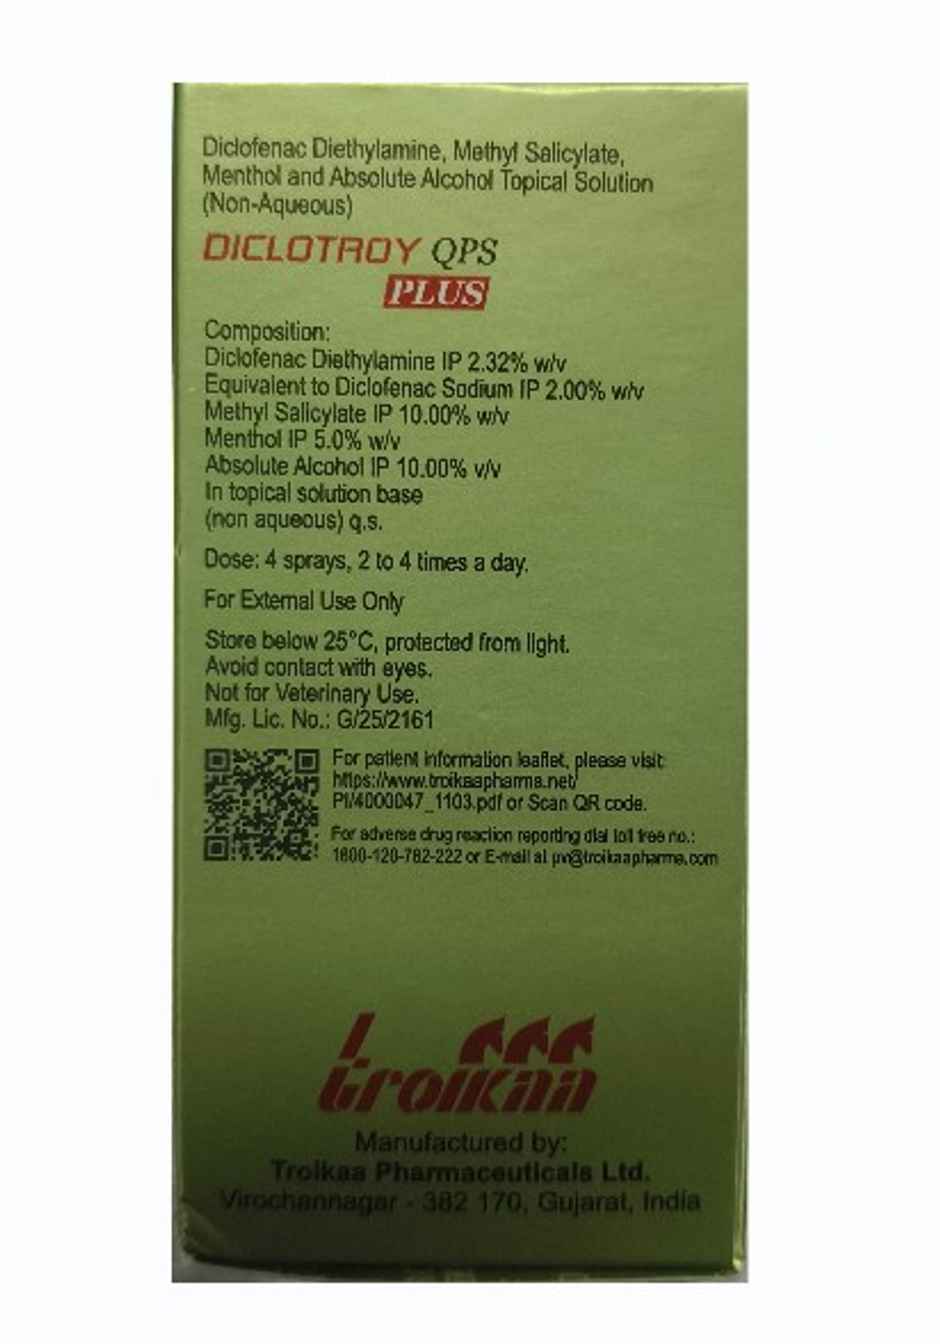 Diclofenac Diethylamine, Methyl Salicylate,
Menthol and Absolute Alcohol Topical Solution
(Non-Aqueous)
DICLOTROY QPS
PLUS
Composition:
Diclofenac Diethylamine IP 2.32% w/v
Equivalent to Diclofenac Sodium IP 2.00% w/v
Methyl Salicylate IP 10.00% w/v
Menthol IP 5.0% w/v
Absolute Alcohol IP 10.00% v/v
In topical solution base
(non aqueous) q.s.
Dose: 4 sprays, 2 to 4 times a day.
For External Use Only
Store below 25°C, protected from light.
Avoid contact with eyes.
Not for Veterinary Use.
Mfg. Lic. No.: G/25/2161
For patient information leaflet, please visit
https://www.troikaapharma.net/
PI/4000047_1103.pdf or Scan QR code.
For adverse drug reaction reporting dial toll free no.:
1800-120-782-222 or E-mail at pv@troikaapharma.com
troikaa
Manufactured by:
Troikaa Pharmaceuticals Ltd.
Virochannagar - 382 170, Gujarat, India